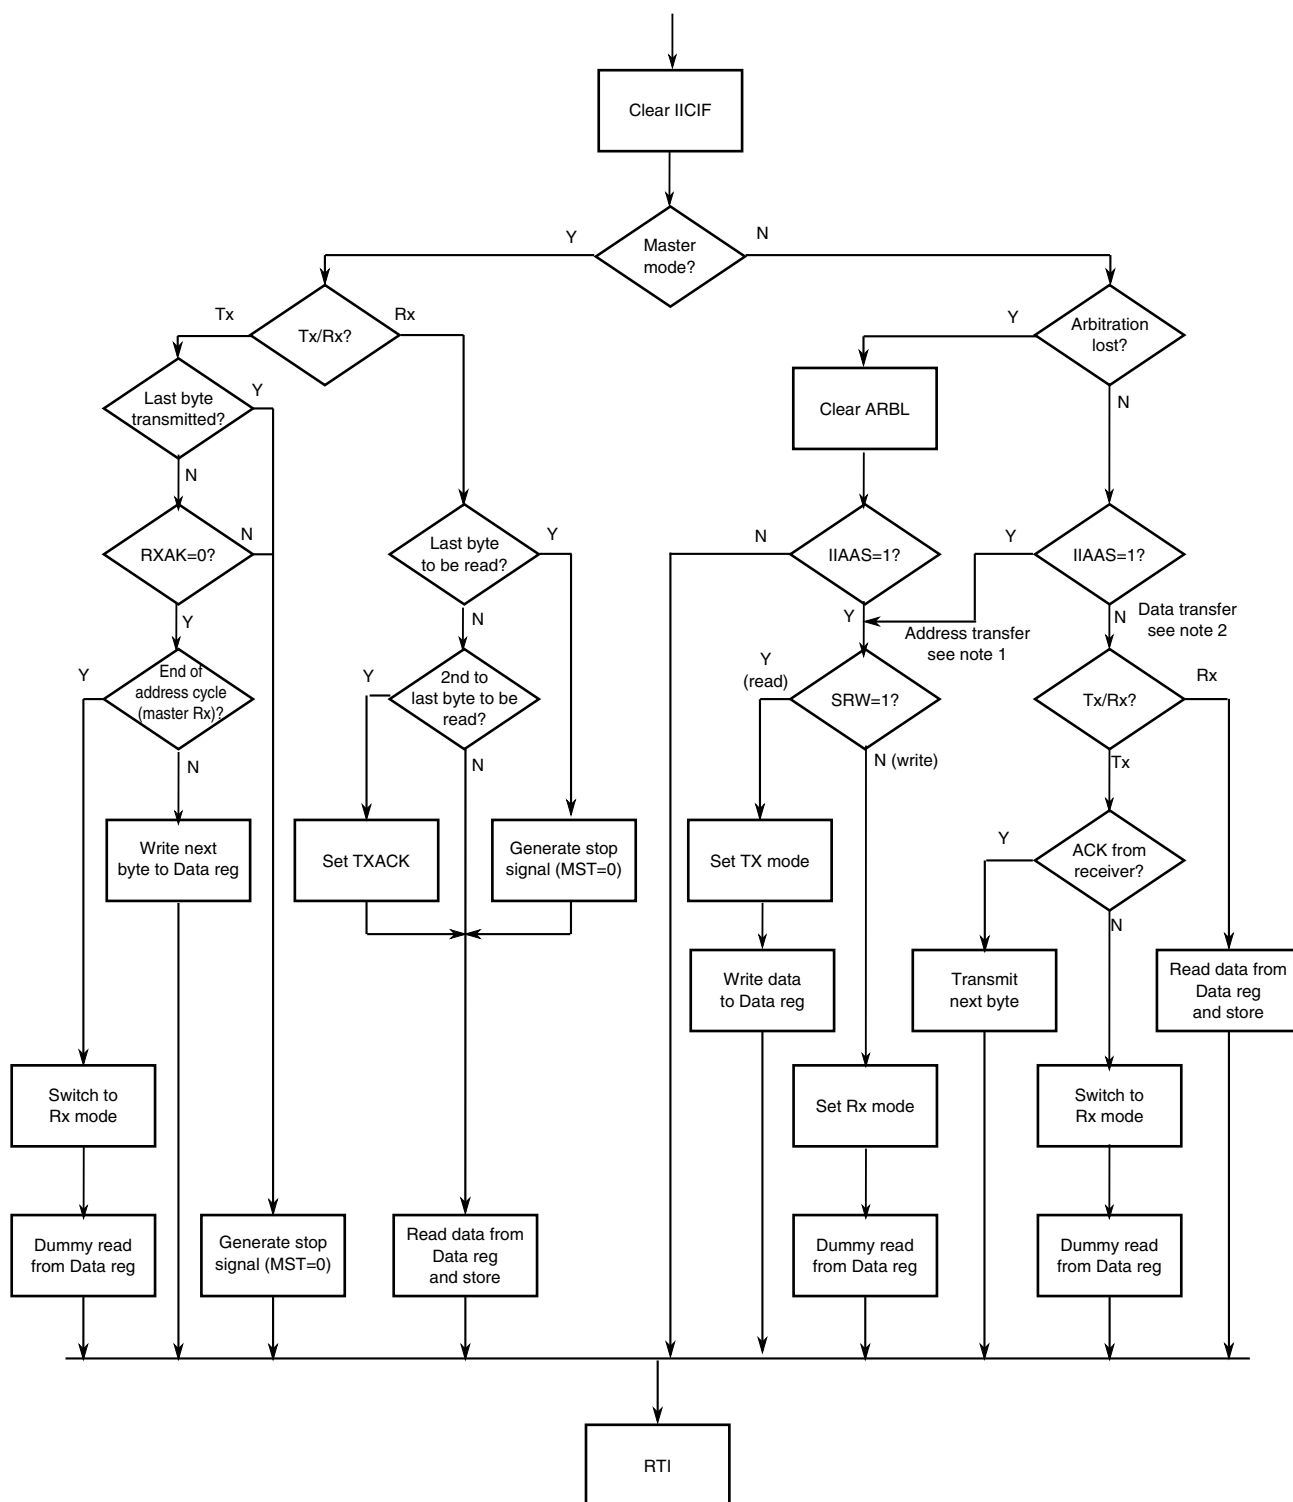 Clear IICIF
Master
mode?
Y
N
Tx/Rx?
Tx
Rx
Arbitration
lost?
Y
N
Last byte
transmitted?
Y
N
Clear ARBL
RXAK=0?
N
Y
Last byte
to be read?
Y
N
IIAAS=1?
N
Y
IIAAS=1?
Y
N
Address transfer
see note 1
Data transfer
see note 2
End of
address cycle
(master Rx)?
Y
N
2nd to
last byte to be
read?
Y
N
SRW=1?
Y
(read)
N (write)
Tx/Rx?
Rx
Tx
Write next
byte to Data reg
Set TXACK
Generate stop
signal (MST=0)
Set TX mode
ACK from
receiver?
Y
N
Write data
to Data reg
Transmit
next byte
Read data from
Data reg
and store
Switch to
Rx mode
Set Rx mode
Switch to
Rx mode
Dummy read
from Data reg
Generate stop
signal (MST=0)
Read data from
Data reg
and store
Dummy read
from Data reg
Dummy read
from Data reg
RTI